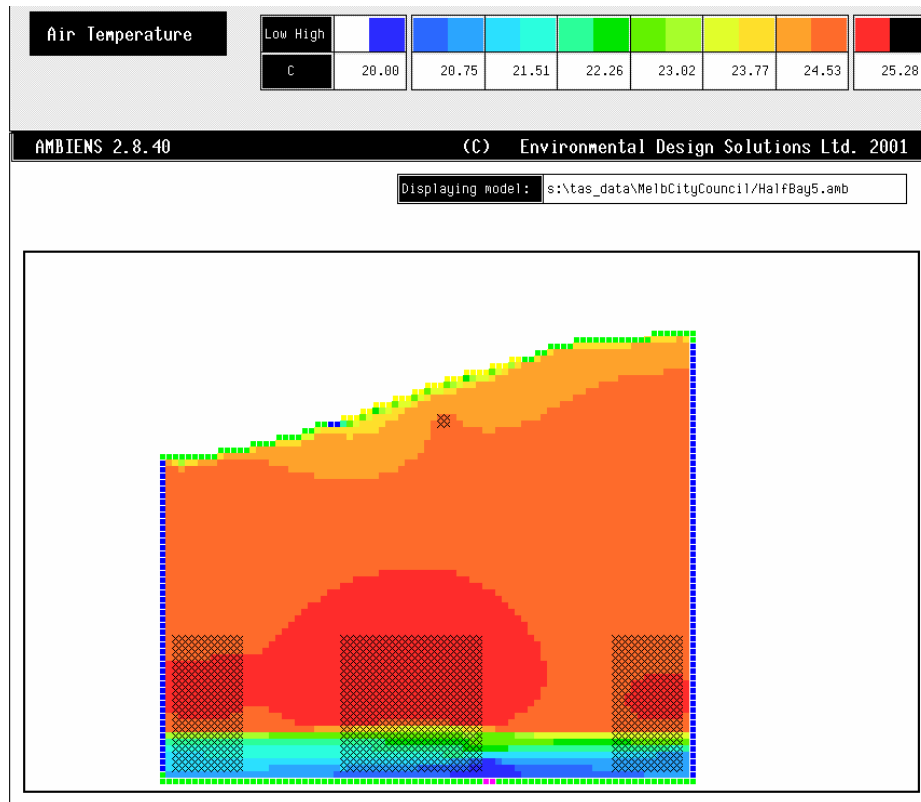 Air Temperature
Low High
C 20.00 20.75 21.51 22.26 23.02 23.77 24.53 25.28
AMBIENS 2.8.40 (C) Environmental Design Solutions Ltd. 2001
Displaying model: s:\tas_data\MelbCityCouncil/HalfBay5.amb